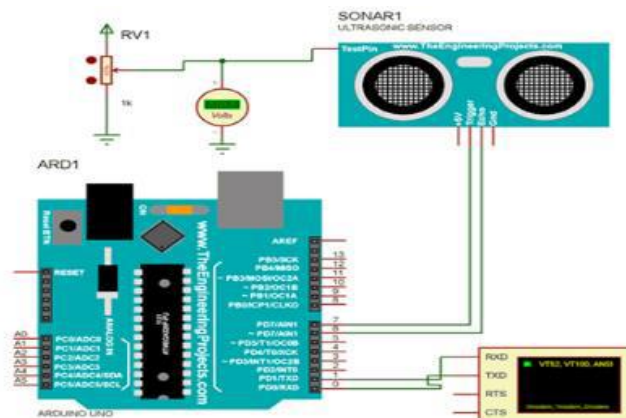 SONAR1
ULTRASONIC SENSOR
RV1
TestPin
www.TheEngineeringProjects.com
1k
Volts
+5V
Trigger
Echo
Gnd
ARD1
Reset BTN
ON
www.TheEngineeringProjects.com
AREF
RESET
PB5/SCK
13
PB4/MISO
12
~ PB3/MOSI/OC2A
11
~ PB2/OC1B
10
~ PB1/OC1A
9
PB0/ICP1/CLKO
8
ANALOG IN
A0
PC0/ADC0
A1
PC1/ADC1
A2
PC2/ADC2
A3
PC3/ADC3
A4
PC4/ADC4/SDA
A5
PC5/ADC5/SCL
PD7/AIN1
7
~ PD7/AIN1
6
~ PD5/T1/OC0B
5
PD4/T0/XCK
4
~ PD3/INT1/OC2B
3
PD2/INT0
2
PD1/TXD
1
PD0/RXD
0
RXD
TXD
RTS
CTS
VT52, VT100, ANSI
ARDUINO UNO